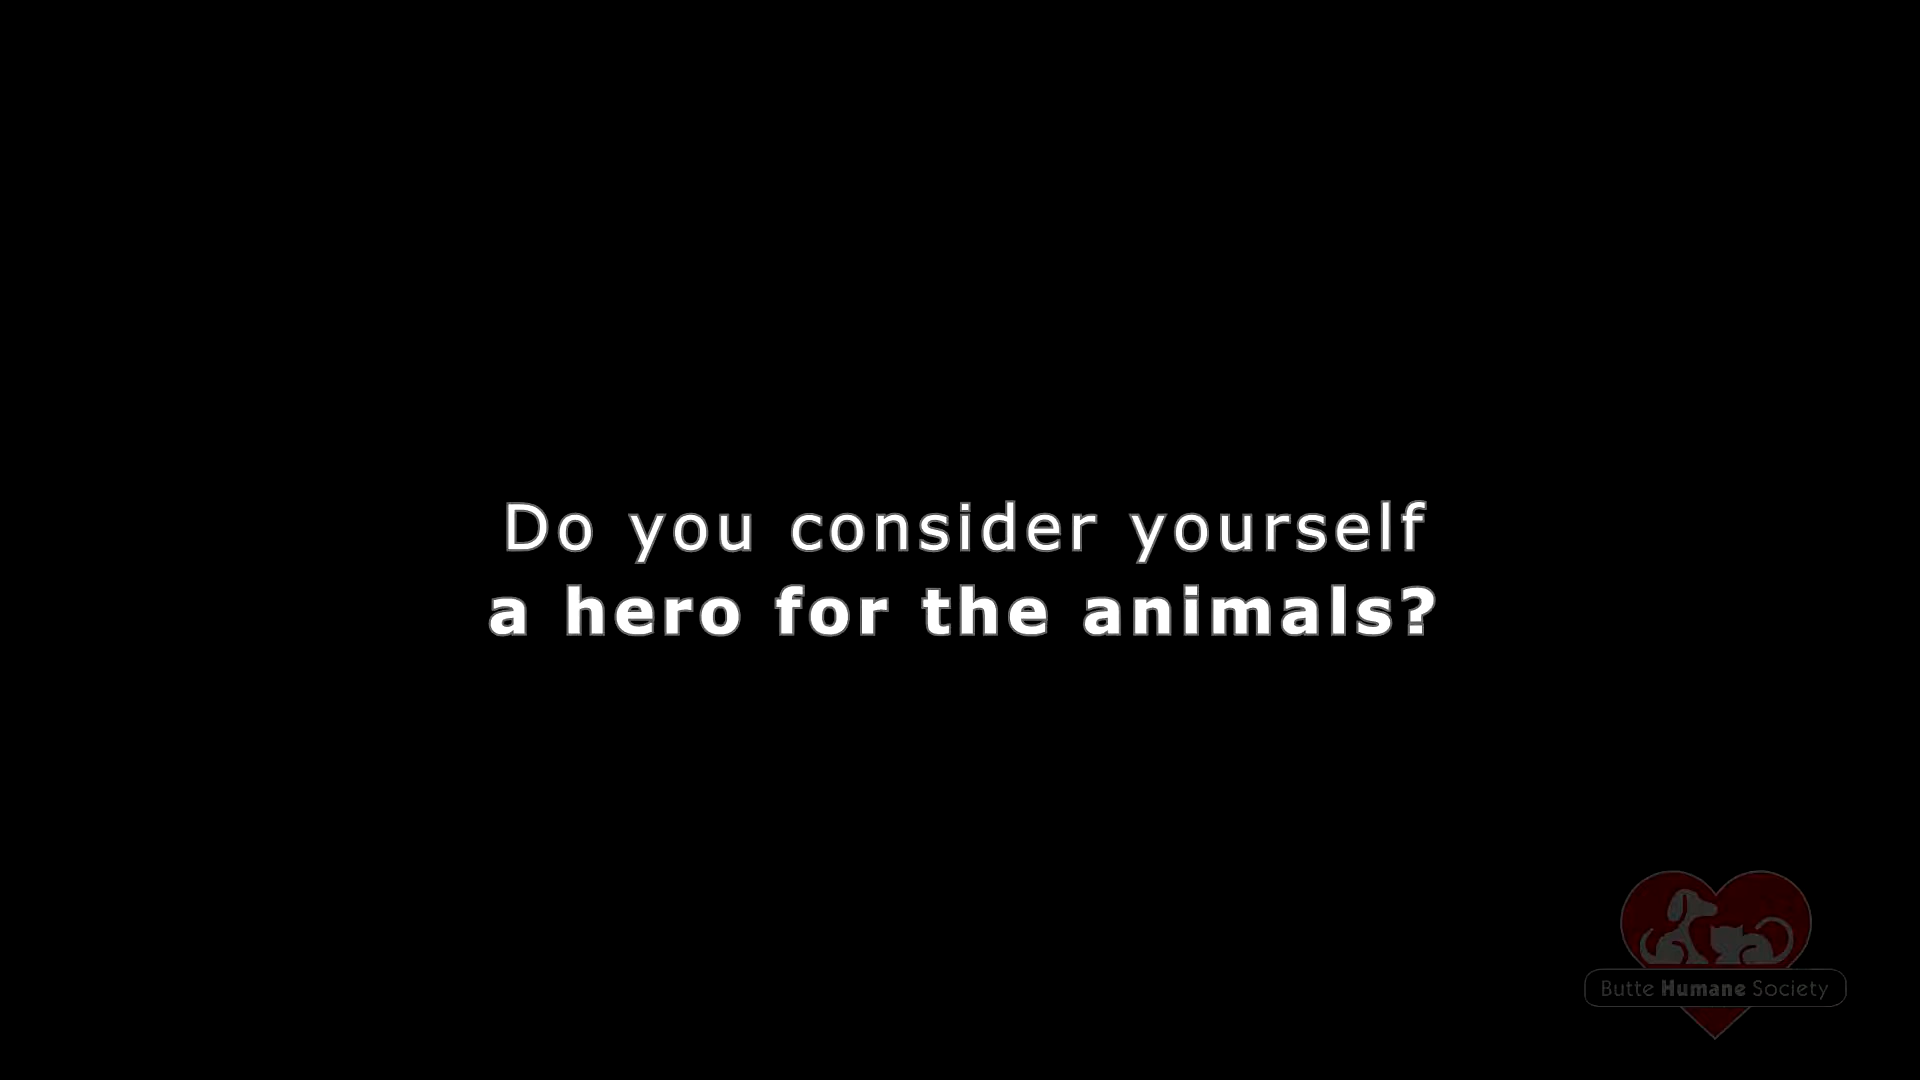 Do you consider yourself
a hero for the animals?
Butte Humane Society